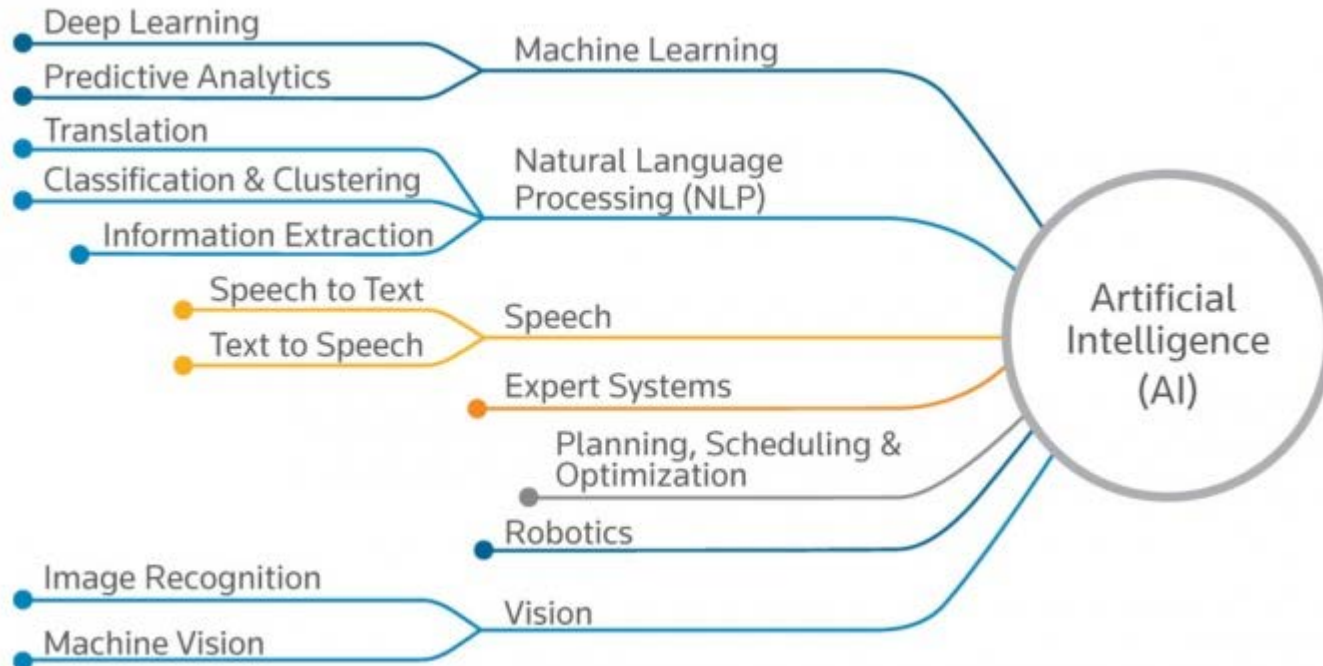 Deep Learning
Machine Learning
Predictive Analytics
Translation
Natural Language
Processing (NLP)
Classification & Clustering
Information Extraction
Speech to Text
Speech
Text to Speech
Expert Systems
Planning, Scheduling &
Optimization
Robotics
Image Recognition
Vision
Machine Vision
Artificial
Intelligence
(AI)